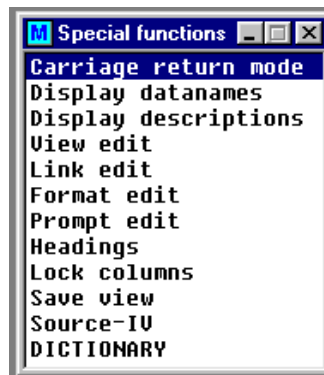 M Special functions
Carriage return mode
Display datanames
Display descriptions
View edit
Link edit
Format edit
Prompt edit
Headings
Lock columns
Save view
Source-IV
DICTIONARY